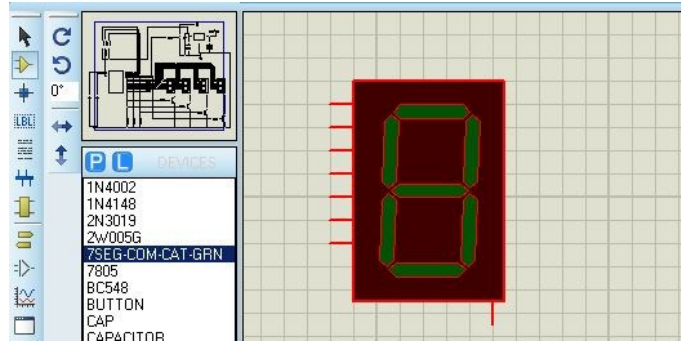 0°
LBL
P L DEVICES
1N4002
1N4148
2N3019
2W005G
7SEG-COM-CAT-GRN
7805
BC548
BUTTON
CAP
CAPACITOR